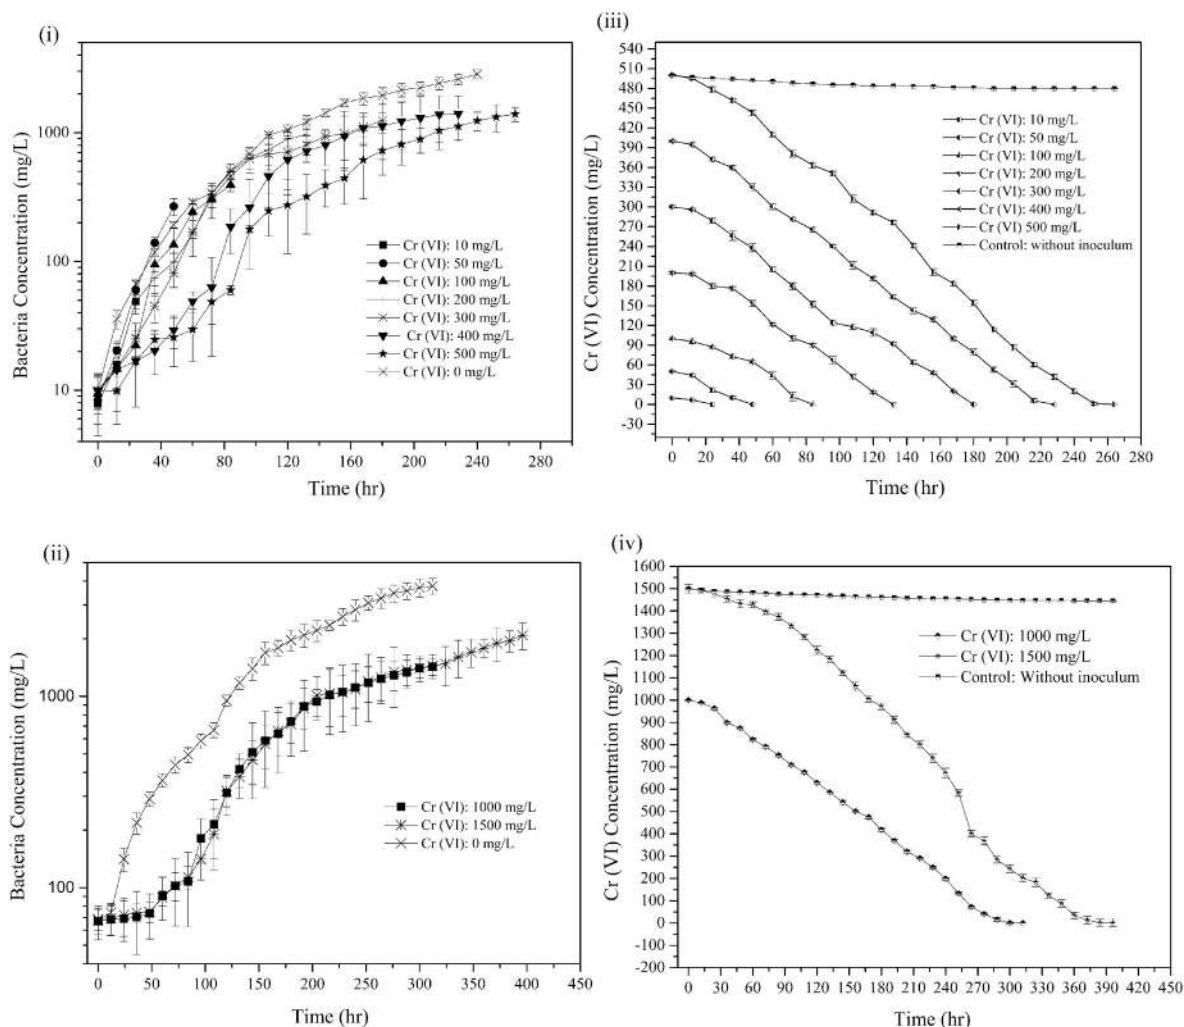 (i)
Bacteria Concentration (mg/L)
1000
100
10
0 40 80 120 160 200 240 280
Time (hr)
Cr (VI): 10 mg/L
Cr (VI): 50 mg/L
Cr (VI): 100 mg/L
Cr (VI): 200 mg/L
Cr (VI): 300 mg/L
Cr (VI): 400 mg/L
Cr (VI): 500 mg/L
Cr (VI): 0 mg/L
(iii)
Cr (VI) Concentration (mg/L)
540
510
480
450
420
390
360
330
300
270
240
210
180
150
120
90
60
30
0
-30
0 20 40 60 80 100 120 140 160 180 200 220 240 260 280
Time (hr)
Cr (VI): 10 mg/L
Cr (VI): 50 mg/L
Cr (VI): 100 mg/L
Cr (VI): 200 mg/L
Cr (VI): 300 mg/L
Cr (VI): 400 mg/L
Cr (VI) 500 mg/L
Control: without inoculum
(ii)
Bacteria Concentration (mg/L)
1000
100
0 50 100 150 200 250 300 350 400 450
Time (hr)
Cr (VI): 1000 mg/L
Cr (VI): 1500 mg/L
Cr (VI): 0 mg/L
(iv)
Cr (VI) Concentration (mg/L)
1600
1500
1400
1300
1200
1100
1000
900
800
700
600
500
400
300
200
100
0
-100
-200
0 30 60 90 120 150 180 210 240 270 300 330 360 390 420 450
Time (hr)
Cr (VI): 1000 mg/L
Cr (VI): 1500 mg/L
Control: Without inoculum